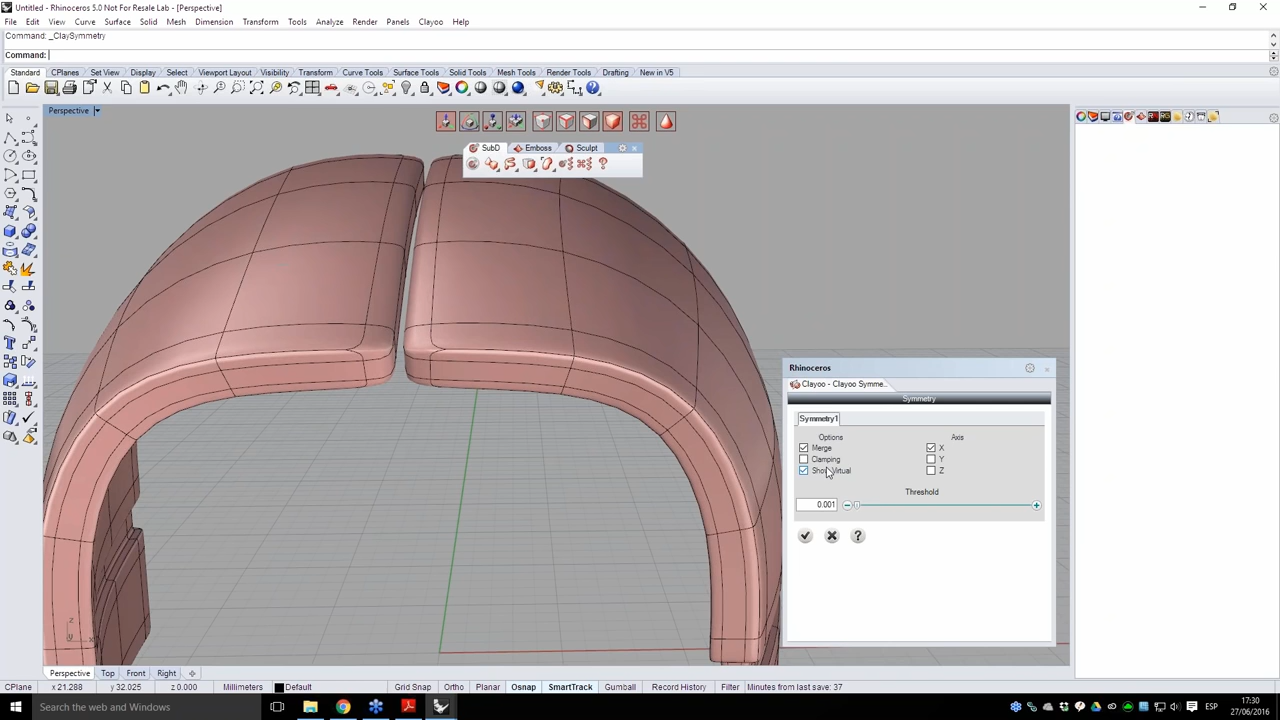 Untitled - Rhinoceros 5.0 Not For Resale Lab - [Perspective]
File Edit View Curve Surface Solid Mesh Dimension Transform Tools Analyze Render Panels Clayoo Help
Command: _ClaySymmetry
Command:
Standard CPlanes Set View Display Select Viewport Layout Visibility Transform Curve Tools Surface Tools Solid Tools Mesh Tools Render Tools Drafting New in V5
Perspective
SubD Emboss Sculpt
Rhinoceros
Clayoo - Clayoo Symme..
Symmetry
Symmetry1
Options Axis
Merge X
Clamping Y
Show Virtual Z
Threshold
0.001
z
y x
Perspective Top Front Right
CPlane x 21.288 y 32.025 z 0.000 Millimeters Default Grid Snap Ortho Planar Osnap SmartTrack Gumball Record History Filter Minutes from last save: 37
Search the web and Windows
ESP
17:30
27/06/2016